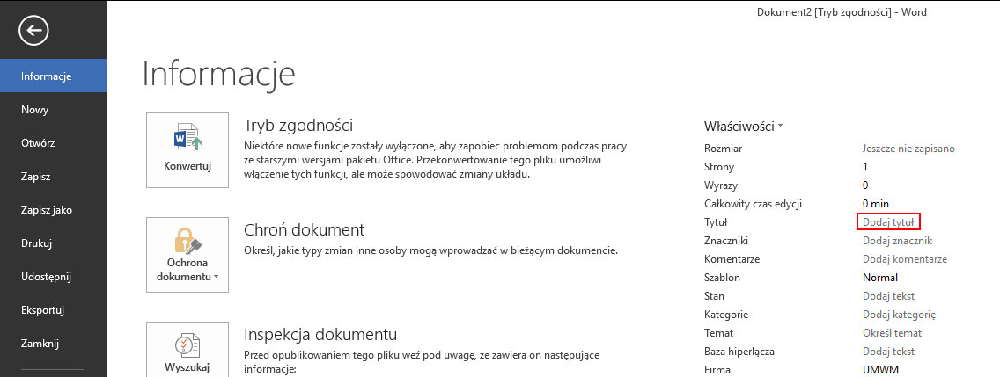 Dokument2 [Tryb zgodności] - Word
Informacje
Nowy
Otwórz
Zapisz
Zapisz jako
Drukuj
Udostępnij
Eksportuj
Zamknij
Informacje
Konwertuj
Tryb zgodności
Niektóre nowe funkcje zostały wyłączone, aby zapobiec problemom podczas pracy
ze starszymi wersjami pakietu Office. Przekonwertowanie tego pliku umożliwi
włączenie tych funkcji, ale może spowodować zmiany układu.
Ochrona
dokumentu
Chroń dokument
Określ, jakie typy zmian inne osoby mogą wprowadzać w bieżącym dokumencie.
Wyszukaj
Inspekcja dokumentu
Przed opublikowaniem tego pliku weź pod uwagę, że zawiera on następujące
informacje:
Właściwości
Rozmiar Jeszcze nie zapisano
Strony 1
Wyrazy 0
Całkowity czas edycji 0 min
Tytuł Dodaj tytuł
Znaczniki Dodaj znacznik
Komentarze Dodaj komentarze
Szablon Normal
Stan Dodaj tekst
Kategorie Dodaj kategorię
Temat Określ temat
Baza hiperłącza Dodaj tekst
Firma UMWM